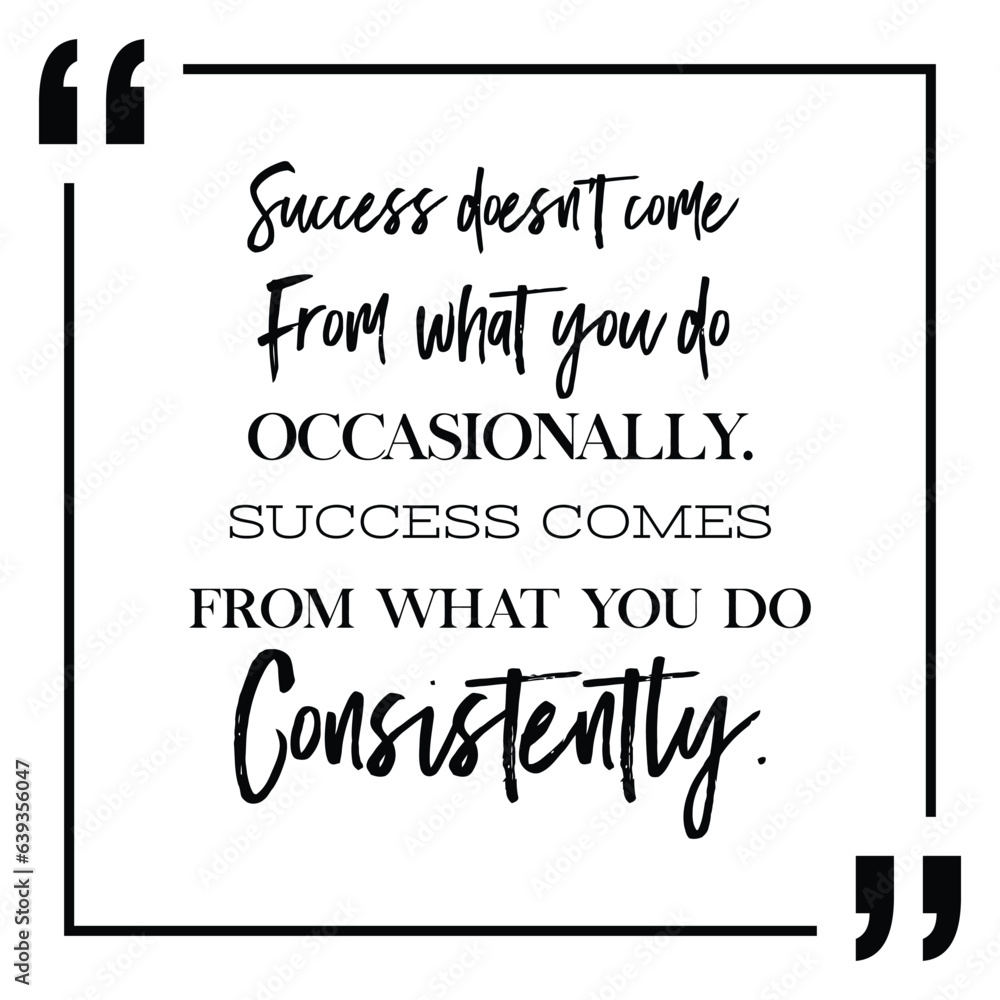 “
Success doesn't come
From what you do
OCCASIONALLY.
SUCCESS COMES
FROM WHAT YOU DO
Consistently.
”
Adobe Stock | #639356047